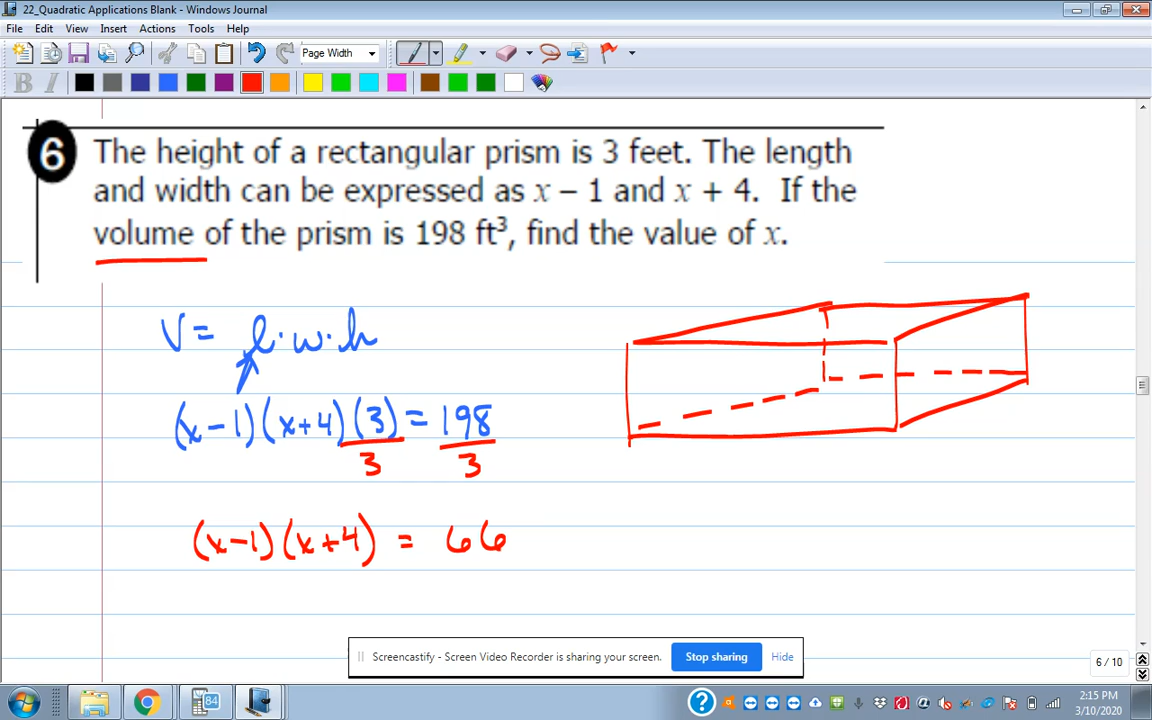 22_Quadratic Applications Blank - Windows Journal
File Edit View Insert Actions Tools Help
Page Width
B I
6 The height of a rectangular prism is 3 feet. The length
and width can be expressed as x − 1 and x + 4. If the
volume of the prism is 198 ft³, find the value of x.
V = l · w · h
(x-1)(x+4)(3) = 198
3 3
(x-1)(x+4) = 66
Screencastify - Screen Video Recorder is sharing your screen. Stop sharing Hide
6 / 10
84
2:15 PM
3/10/2020